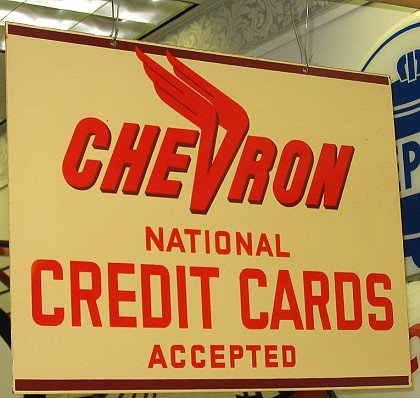 CHEVRON
NATIONAL
CREDIT CARDS
ACCEPTED